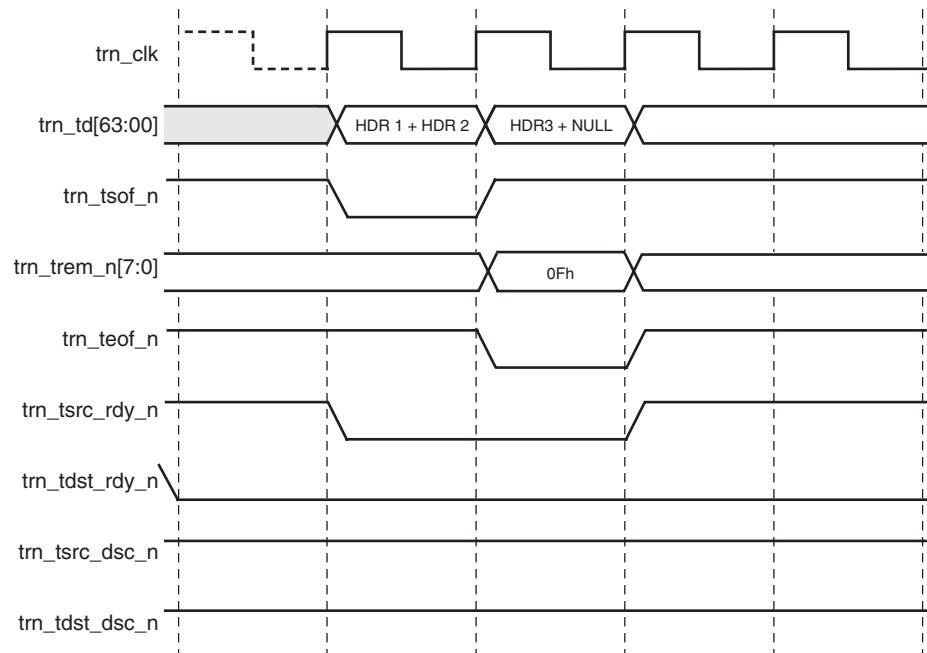 trn_clk
trn_td[63:00]
HDR 1 + HDR 2
HDR3 + NULL
trn_tsof_n
trn_trem_n[7:0]
0Fh
trn_teof_n
trn_tsrc_rdy_n
trn_tdst_rdy_n
trn_tsrc_dsc_n
trn_tdst_dsc_n